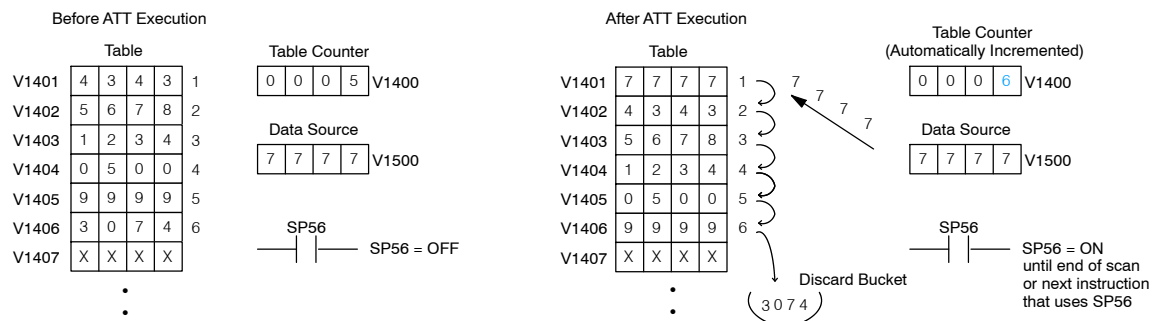 Before ATT Execution
Table
V1401 4 3 4 3 1
V1402 5 6 7 8 2
V1403 1 2 3 4 3
V1404 0 5 0 0 4
V1405 9 9 9 9 5
V1406 3 0 7 4 6
V1407 X X X X
Table Counter
0 0 0 5 V1400
Data Source
7 7 7 7 V1500
SP56
SP56 = OFF
After ATT Execution
Table
V1401 7 7 7 7 1
V1402 4 3 4 3 2
V1403 5 6 7 8 3
V1404 1 2 3 4 4
V1405 0 5 0 0 5
V1406 9 9 9 9 6
V1407 X X X X
7 7 7 7
Discard Bucket
3 0 7 4
Table Counter
(Automatically Incremented)
0 0 0 6 V1400
Data Source
7 7 7 7 V1500
SP56
SP56 = ON
until end of scan
or next instruction
that uses SP56